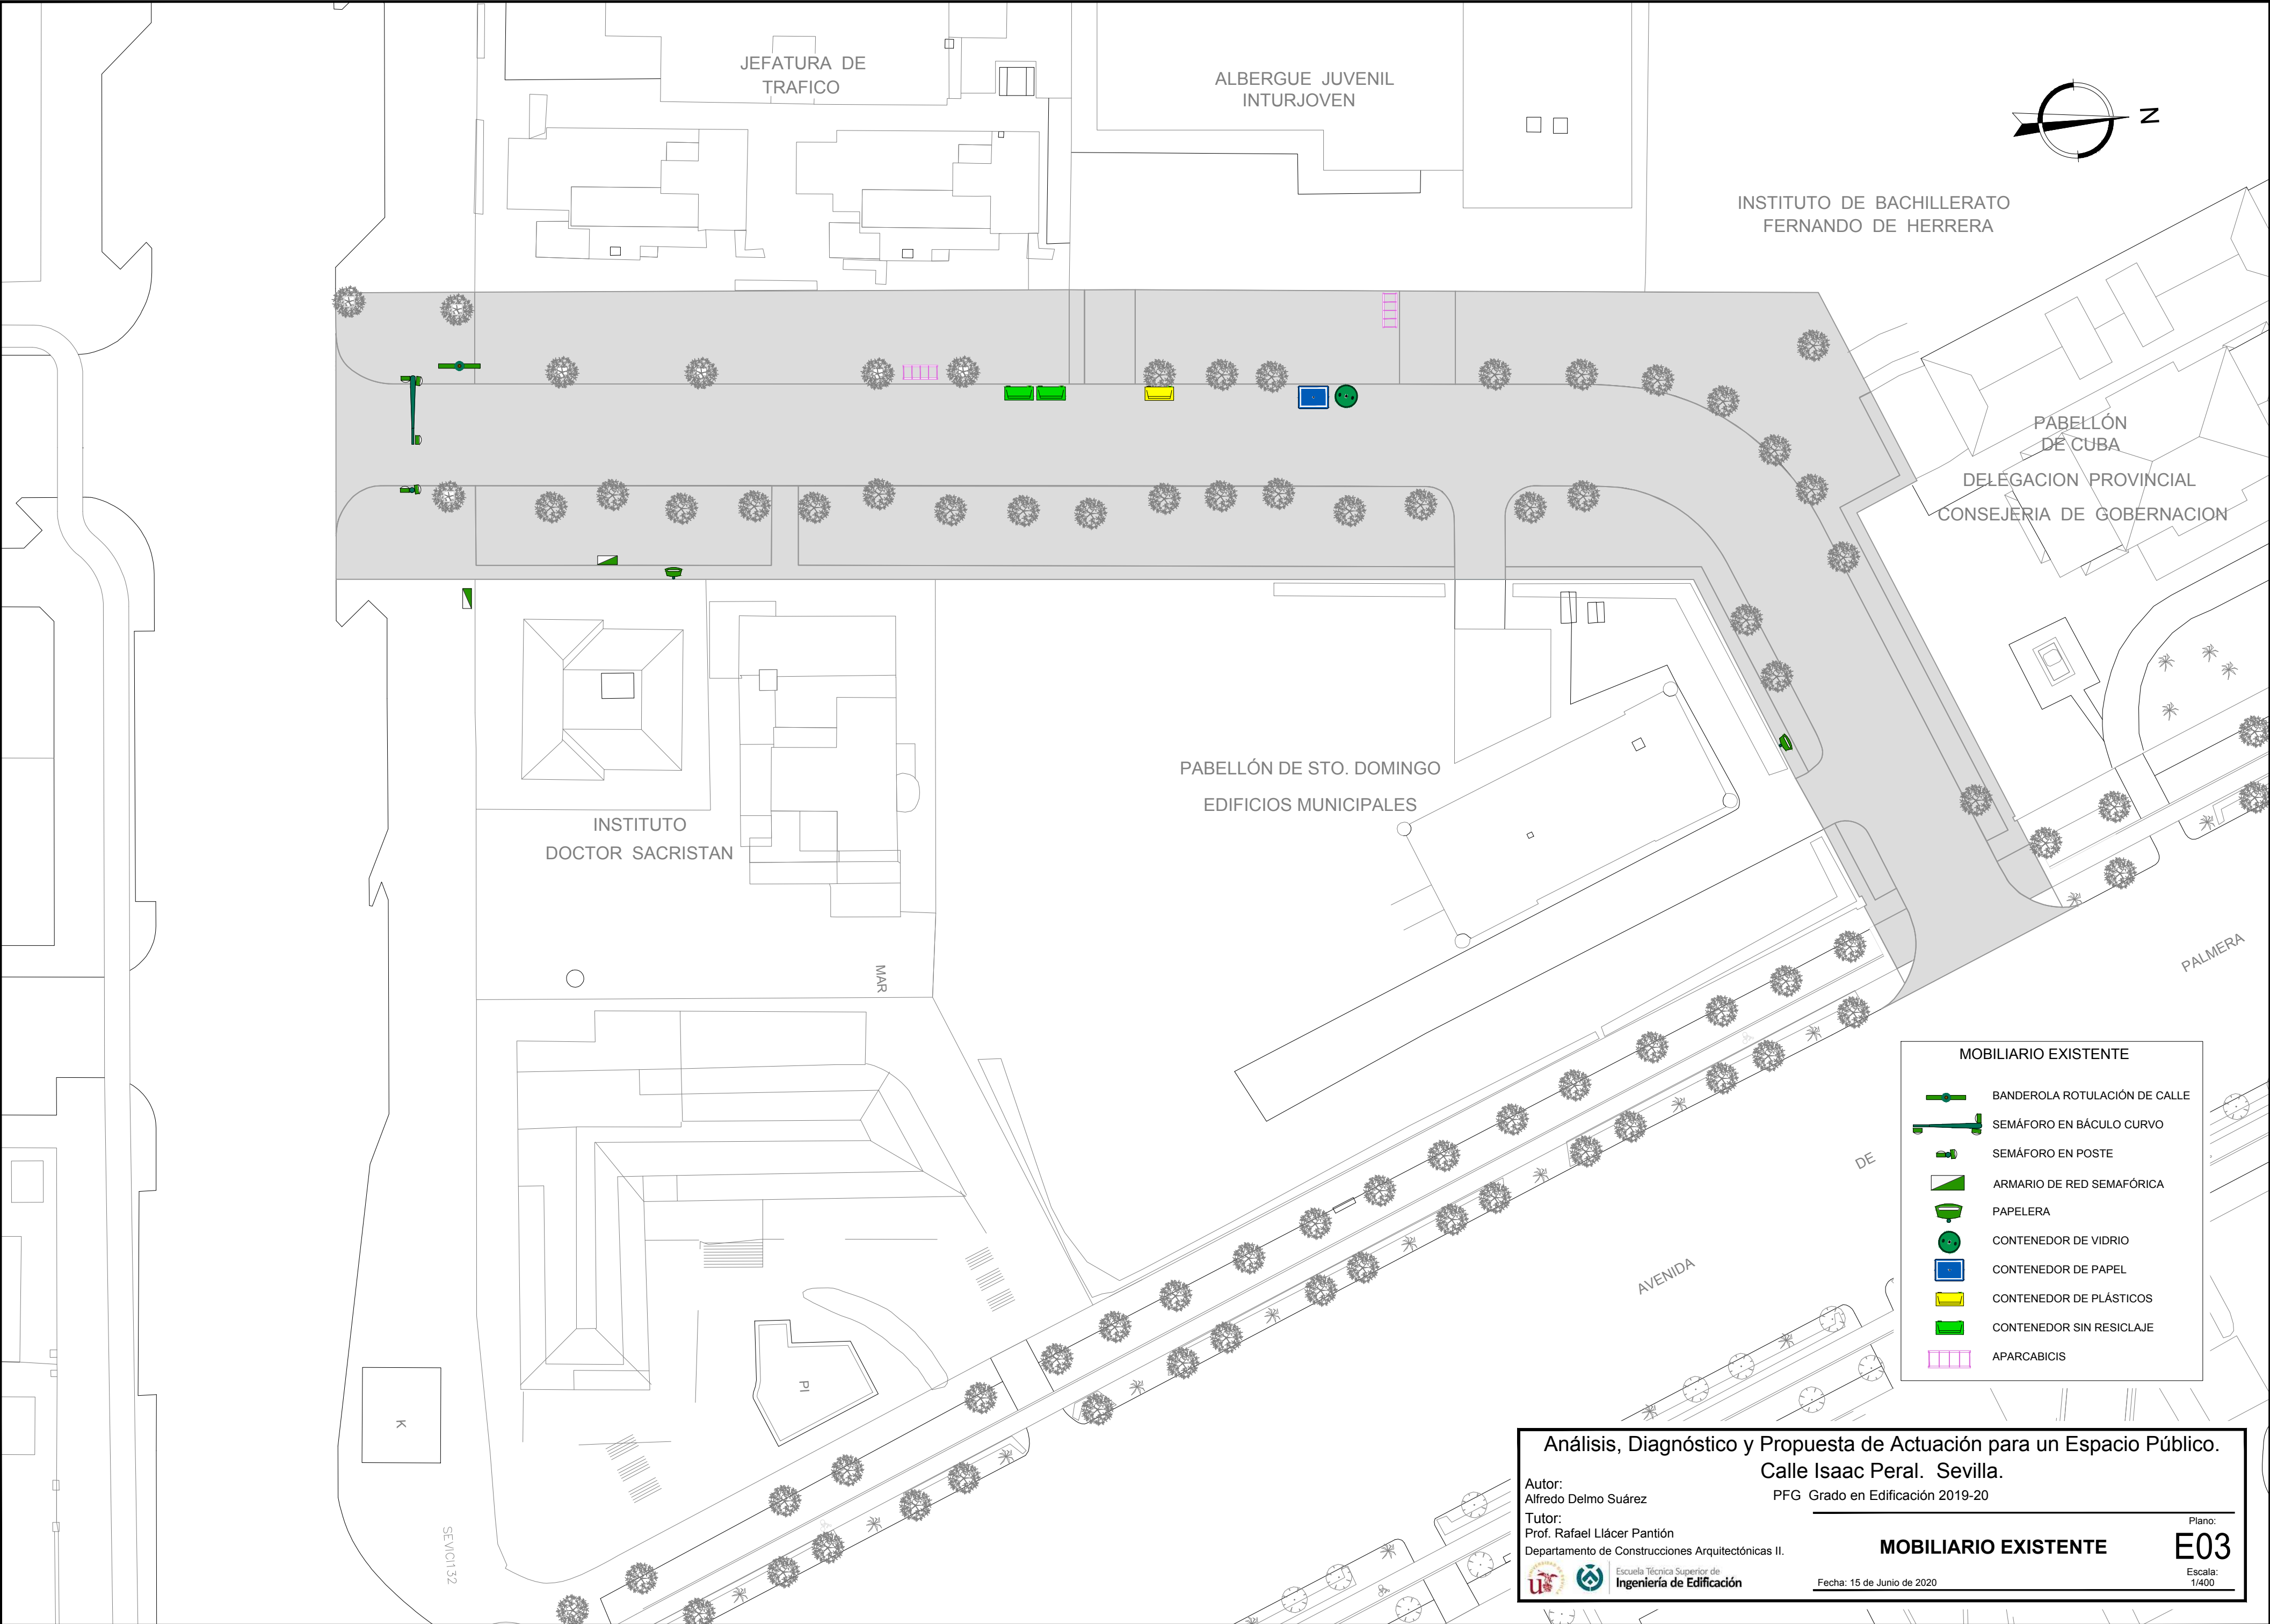 JEFATURA DE
TRAFICO
ALBERGUE JUVENIL
INTURJOVEN
N
INSTITUTO DE BACHILLERATO
FERNANDO DE HERRERA
PABELLÓN
DE CUBA
DELEGACION PROVINCIAL
CONSEJERIA DE GOBERNACION
PABELLÓN DE STO. DOMINGO
EDIFICIOS MUNICIPALES
INSTITUTO
DOCTOR SACRISTAN
MAR
PALMERA
DE
AVENIDA
PI
K
SEVICI132
MOBILIARIO EXISTENTE
BANDEROLA ROTULACIÓN DE CALLE
SEMÁFORO EN BÁCULO CURVO
SEMÁFORO EN POSTE
ARMARIO DE RED SEMAFÓRICA
PAPELERA
CONTENEDOR DE VIDRIO
CONTENEDOR DE PAPEL
CONTENEDOR DE PLÁSTICOS
CONTENEDOR SIN RESICLAJE
APARCABICIS
Análisis, Diagnóstico y Propuesta de Actuación para un Espacio Público.
Calle Isaac Peral. Sevilla.
Autor:
Alfredo Delmo Suárez
PFG Grado en Edificación 2019-20
Tutor:
Prof. Rafael Llácer Pantión
Departamento de Construcciones Arquitectónicas II.
Escuela Técnica Superior de
Ingeniería de Edificación
MOBILIARIO EXISTENTE
Fecha: 15 de Junio de 2020
Plano:
E03
Escala:
1/400